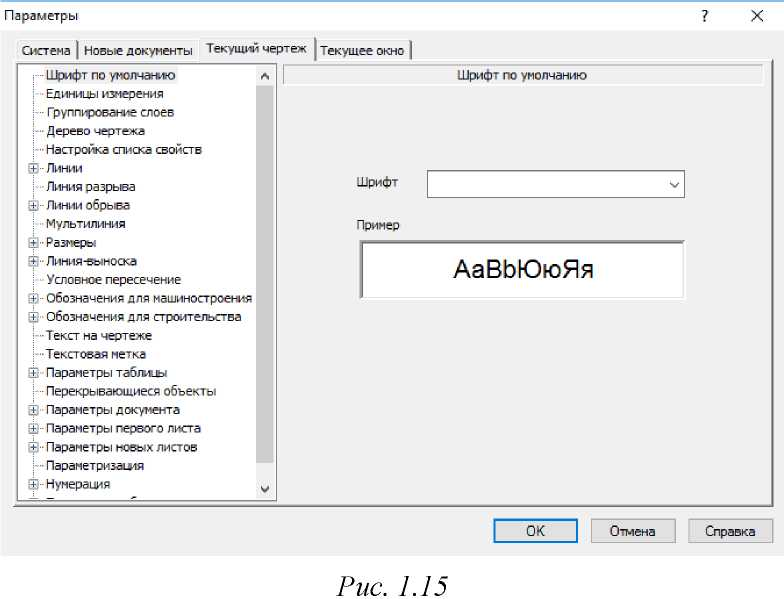 Параметры
?
Система Новые документы Текущий чертеж Текущее окно
Шрифт по умолчанию
Единицы измерения
Группирование слоев
Дерево чертежа
Настройка списка свойств
Линии
Линия разрыва
Линии обрыва
Мультилиния
Размеры
Линия-выноска
Условное пересечение
Обозначения для машиностроения
Обозначения для строительства
Текст на чертеже
Текстовая метка
Параметры таблицы
Перекрывающиеся объекты
Параметры документа
Параметры первого листа
Параметры новых листов
Параметризация
Нумерация
Шрифт по умолчанию
Шрифт
Пример
АаBbЮюЯя
OK Отмена Справка
Рис. 1.15